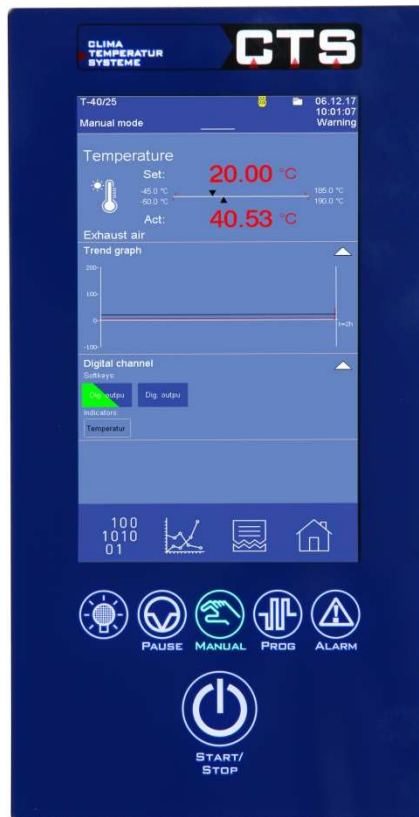 CLIMA
TEMPERATUR
SYSTEME
CTS
T-40/25
06.12.17
10:01:07
Manual mode
Warning
Temperature
Set: 20.00 °C
-45.0 °C 185.0 °C
-50.0 °C 190.0 °C
Act: 40.53 °C
Exhaust air
Trend graph
200
100
0
-100
t=2h
Digital channel
Softkeys:
Dig. outpu Dig. outpu
Indicators:
Temperatur
100
1010
01
PAUSE MANUAL PROG ALARM
START/
STOP